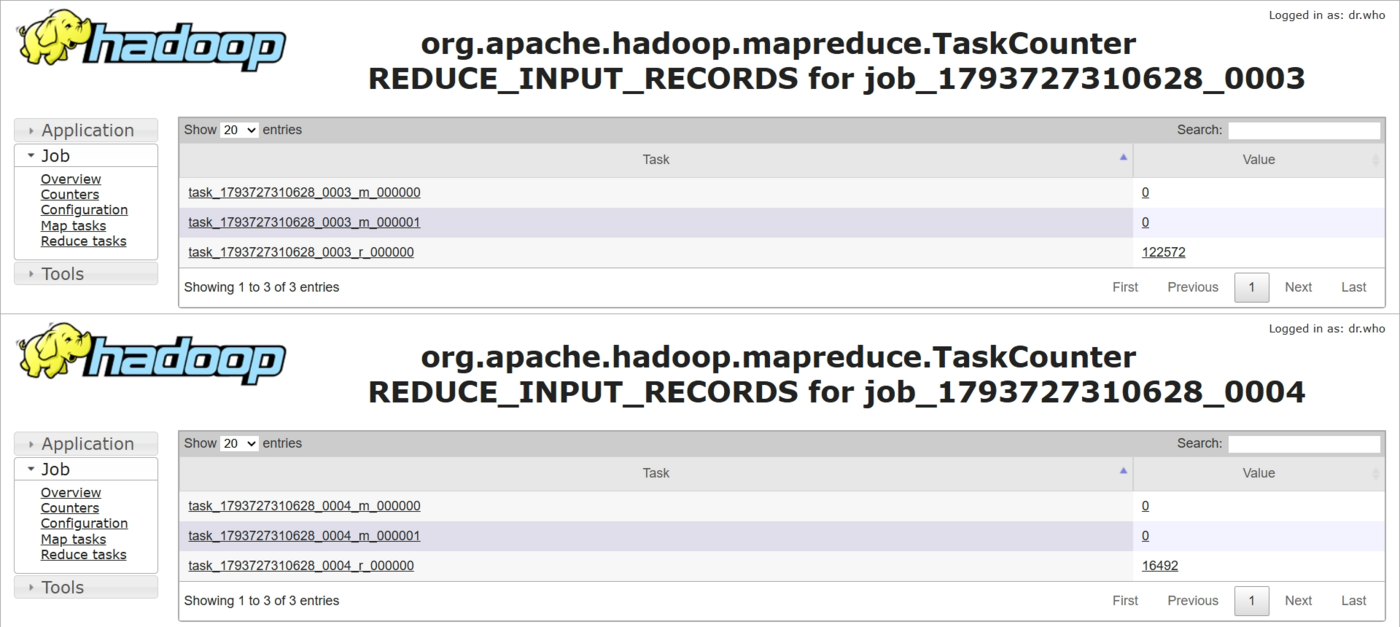 Logged in as: dr.who
hadoop
org.apache.hadoop.mapreduce.TaskCounter
REDUCE_INPUT_RECORDS for job_1793727310628_0003
Application
Job
Overview
Counters
Configuration
Map tasks
Reduce tasks
Tools
Show 20 entries Search:
Task Value
task_1793727310628_0003_m_000000 0
task_1793727310628_0003_m_000001 0
task_1793727310628_0003_r_000000 122572
Showing 1 to 3 of 3 entries First Previous 1 Next Last
Logged in as: dr.who
hadoop
org.apache.hadoop.mapreduce.TaskCounter
REDUCE_INPUT_RECORDS for job_1793727310628_0004
Application
Job
Overview
Counters
Configuration
Map tasks
Reduce tasks
Tools
Show 20 entries Search:
Task Value
task_1793727310628_0004_m_000000 0
task_1793727310628_0004_m_000001 0
task_1793727310628_0004_r_000000 16492
Showing 1 to 3 of 3 entries First Previous 1 Next Last